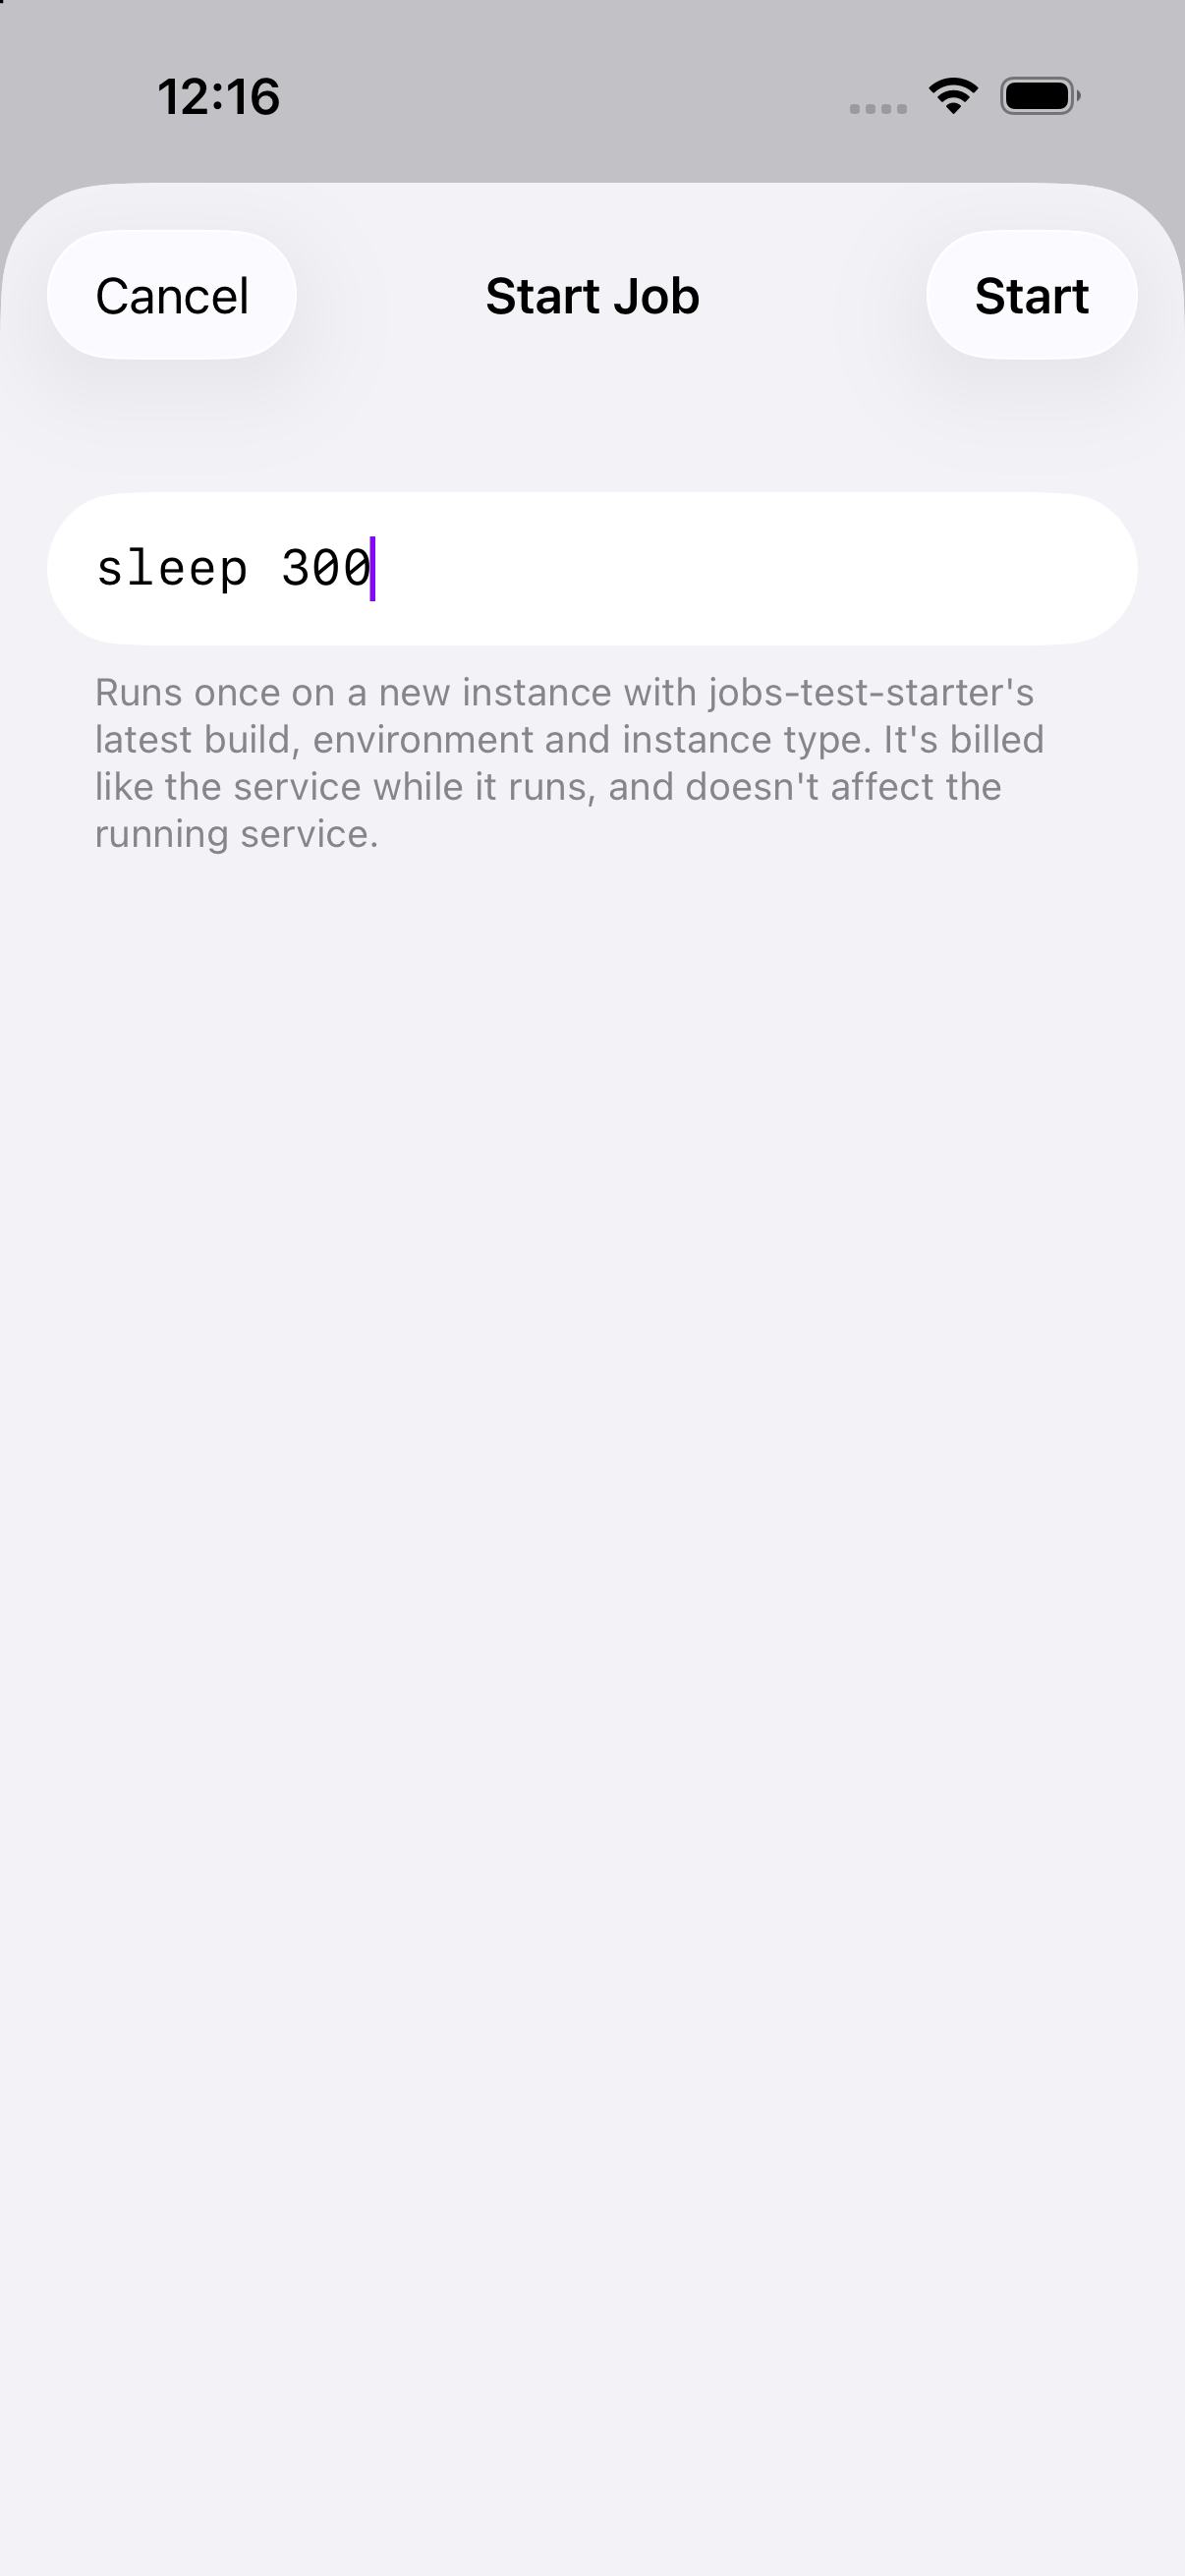 12:16
Cancel
Start Job
Start
sleep 300
Runs once on a new instance with jobs-test-starter's
latest build, environment and instance type. It's billed
like the service while it runs, and doesn't affect the
running service.